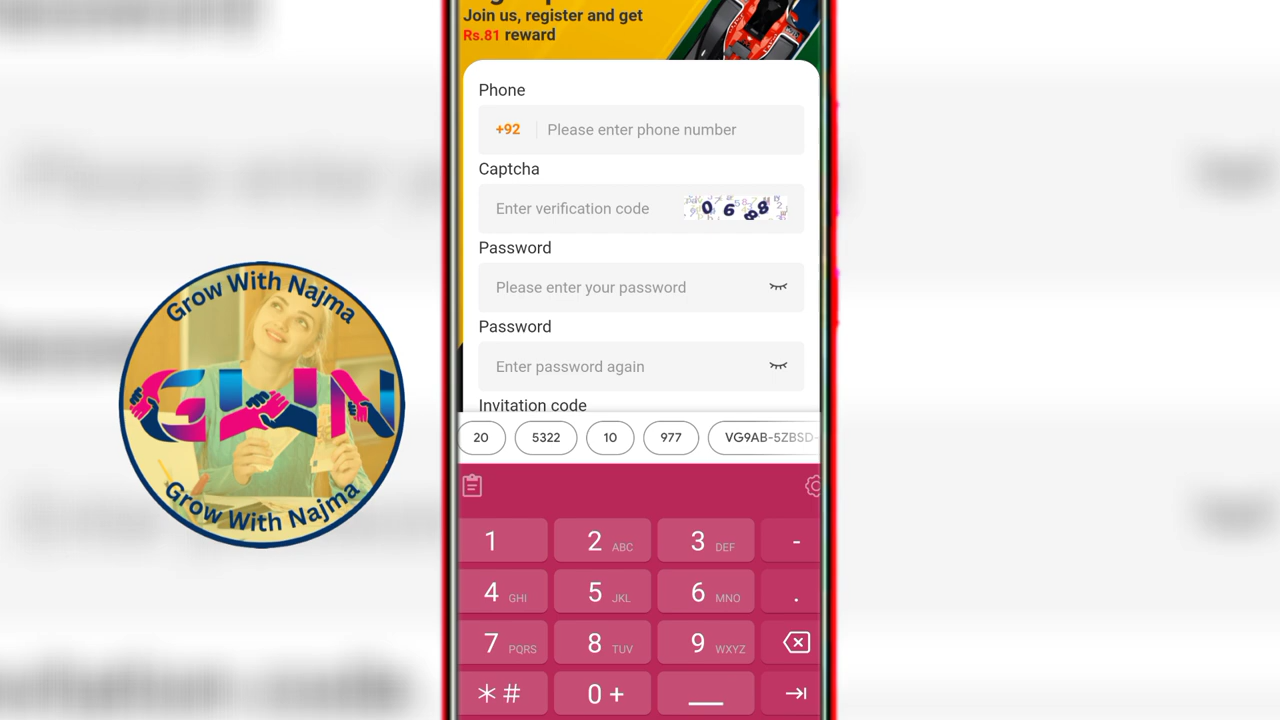 Join us, register and get
Rs.81 reward
Phone
+92 Please enter phone number
Captcha
Enter verification code 0688
Password
Please enter your password
Password
Enter password again
Invitation code
20 5322 10 977 VG9AB-5ZBSD-
1 2 ABC 3 DEF -
4 GHI 5 JKL 6 MNO .
7 PQRS 8 TUV 9 WXYZ
*# 0 +
Grow With Najma
GWN
Grow With Najma